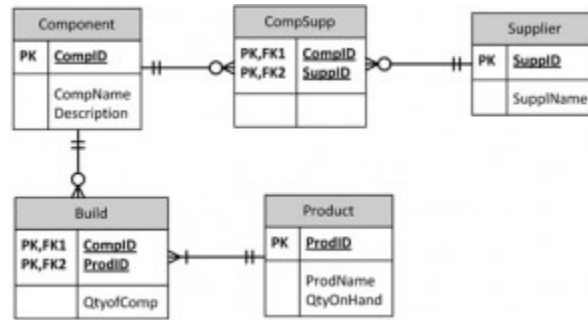 Component
PK CompID
CompName
Description
CompSupp
PK,FK1 CompID
PK,FK2 SuppID
Supplier
PK SuppID
SupplName
Build
PK,FK1 CompID
PK,FK2 ProdID
QtyofComp
Product
PK ProdID
ProdName
QtyOnHand